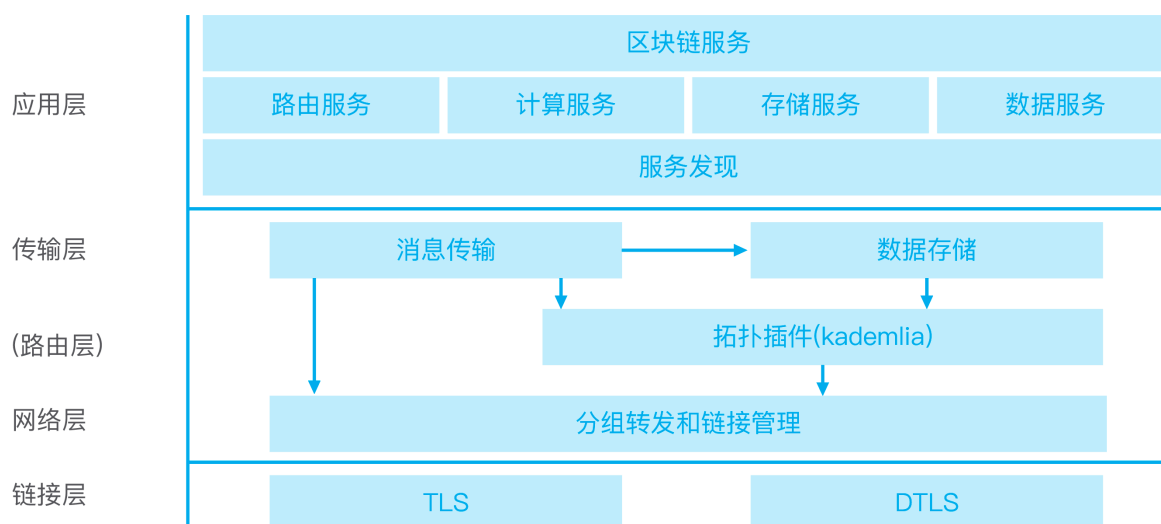 区块链服务
应用层
路由服务
计算服务
存储服务
数据服务
服务发现
传输层
消息传输
数据存储
(路由层)
拓扑插件(kademlia)
网络层
分组转发和链接管理
链接层
TLS
DTLS